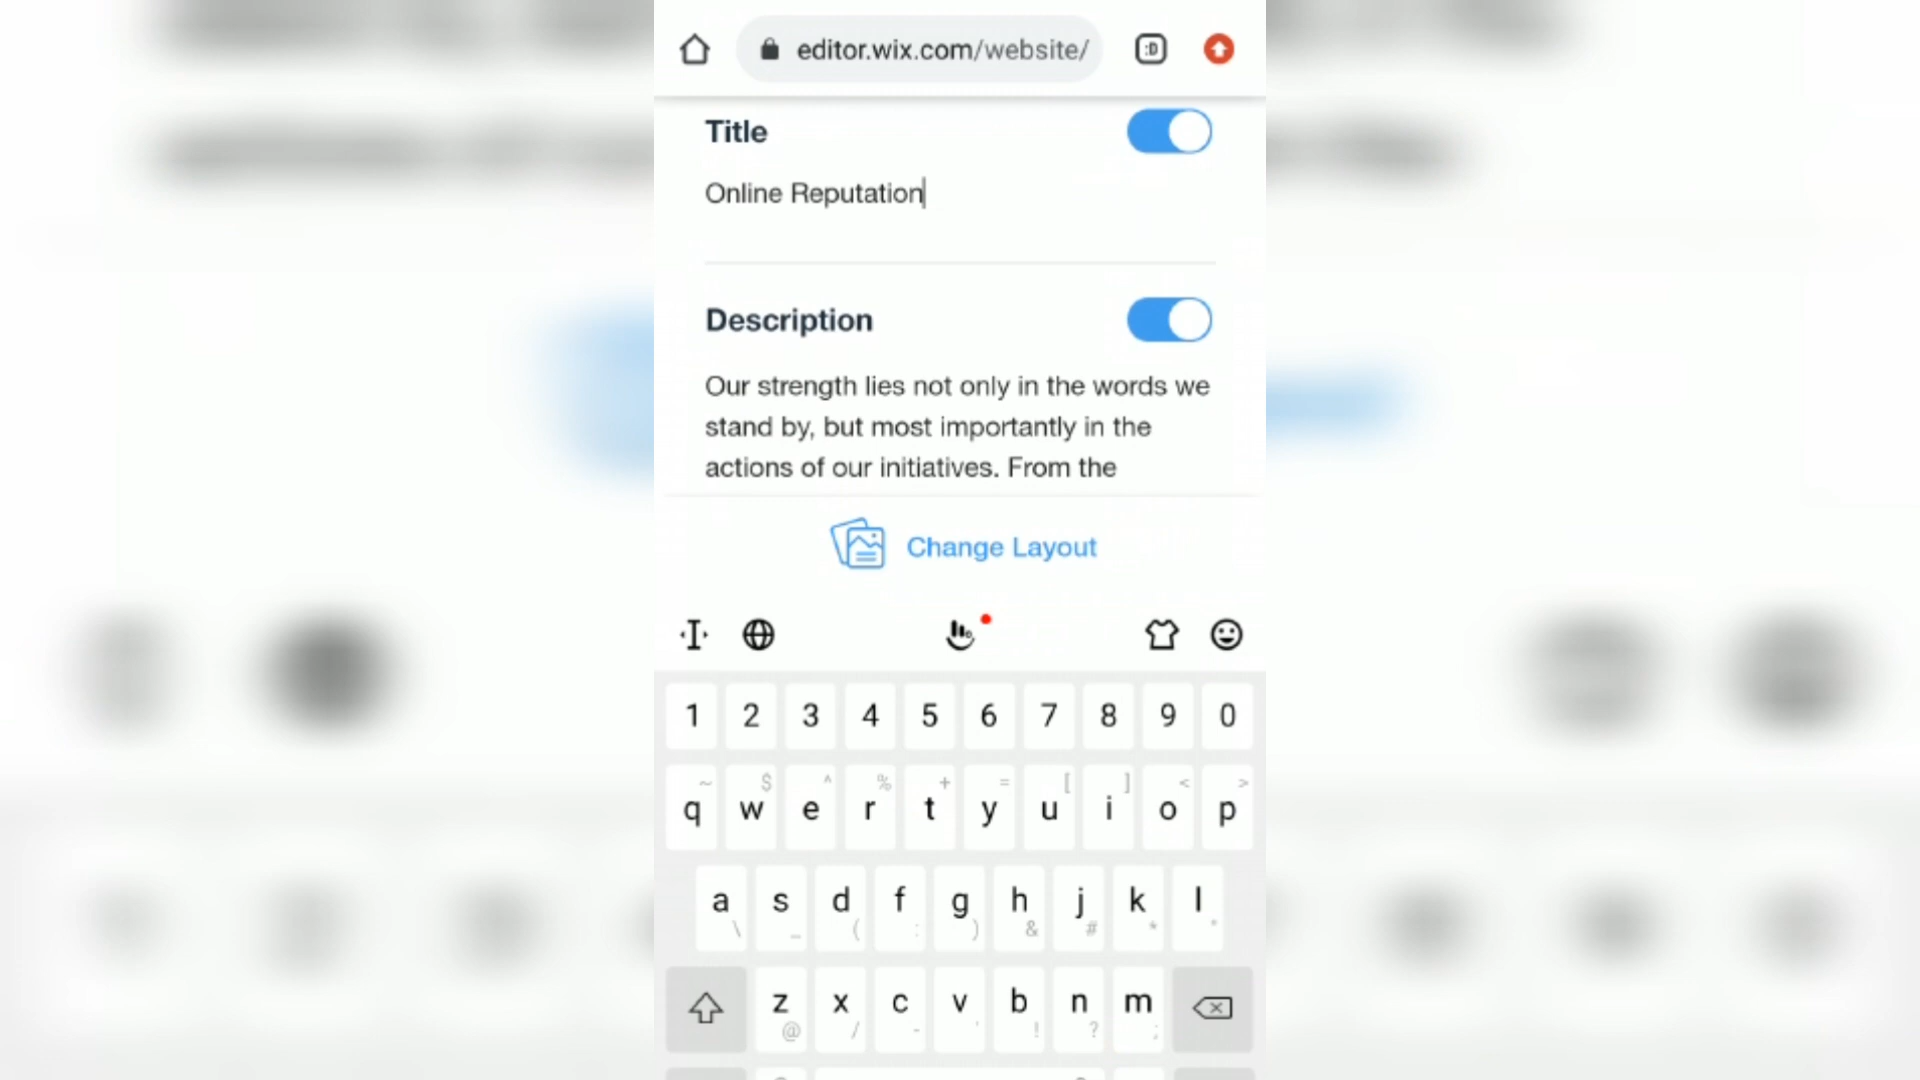 editor.wix.com/website/
:D
Title
Online Reputation
Description
Our strength lies not only in the words we
stand by, but most importantly in the
actions of our initiatives. From the
Change Layout
1 2 3 4 5 6 7 8 9 0
~ $ ^ % + = [ ] < >
q w e r t y u i o p
a s d f g h j k l
\ _ ( : ) & # * "
z x c v b n m
@ / - ' ! ? ;